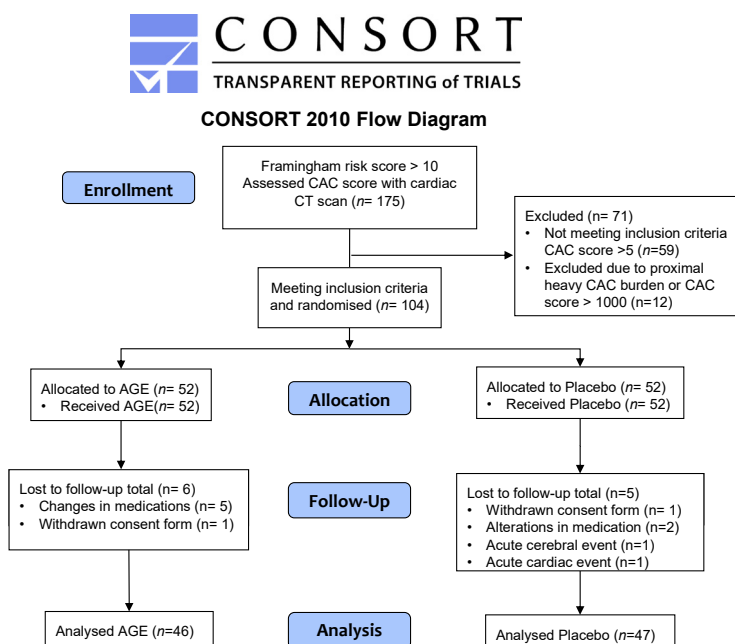 CONSORT
TRANSPARENT REPORTING of TRIALS
CONSORT 2010 Flow Diagram
Enrollment
Framingham risk score > 10
Assessed CAC score with cardiac
CT scan (n= 175)
Excluded (n= 71)
• Not meeting inclusion criteria
CAC score >5 (n=59)
• Excluded due to proximal
heavy CAC burden or CAC
score > 1000 (n=12)
Meeting inclusion criteria
and randomised (n= 104)
Allocated to AGE (n= 52)
• Received AGE(n= 52)
Allocation
Allocated to Placebo (n= 52)
• Received Placebo (n= 52)
Lost to follow-up total (n= 6)
• Changes in medications (n= 5)
• Withdrawn consent form (n= 1)
Follow-Up
Lost to follow-up total (n=5)
• Withdrawn consent form (n= 1)
• Alterations in medication (n=2)
• Acute cerebral event (n=1)
• Acute cardiac event (n=1)
Analysed AGE (n=46)
Analysis
Analysed Placebo (n=47)